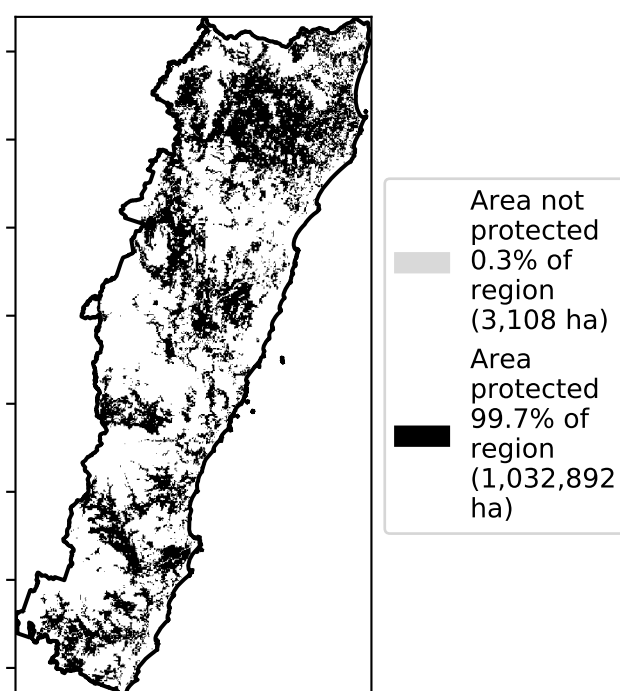 Area not
protected
0.3% of
region
(3,108 ha)
Area
protected
99.7% of
region
(1,032,892
ha)